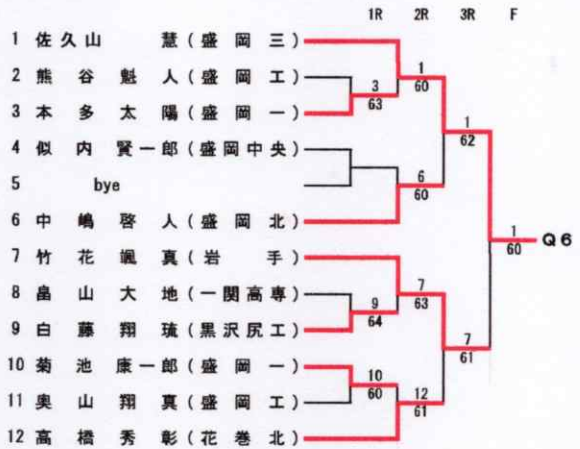 1R 2R 3R F
1 佐久山 慧(盛岡三)
2 熊谷魁人(盛岡工)
3 本多太陽(盛岡一)
4 似内賢一郎(盛岡中央)
5 bye
6 中嶋啓人(盛岡北)
7 竹花颯真(岩手)
8 畠山大地(一関高専)
9 白藤翔琉(黒沢尻工)
10 菊池康一郎(盛岡一)
11 奥山翔真(盛岡工)
12 高橋秀彰(花巻北)
3
63
1
60
6
60
1
62
9
64
7
63
10
60
12
61
7
61
1
60
Q6